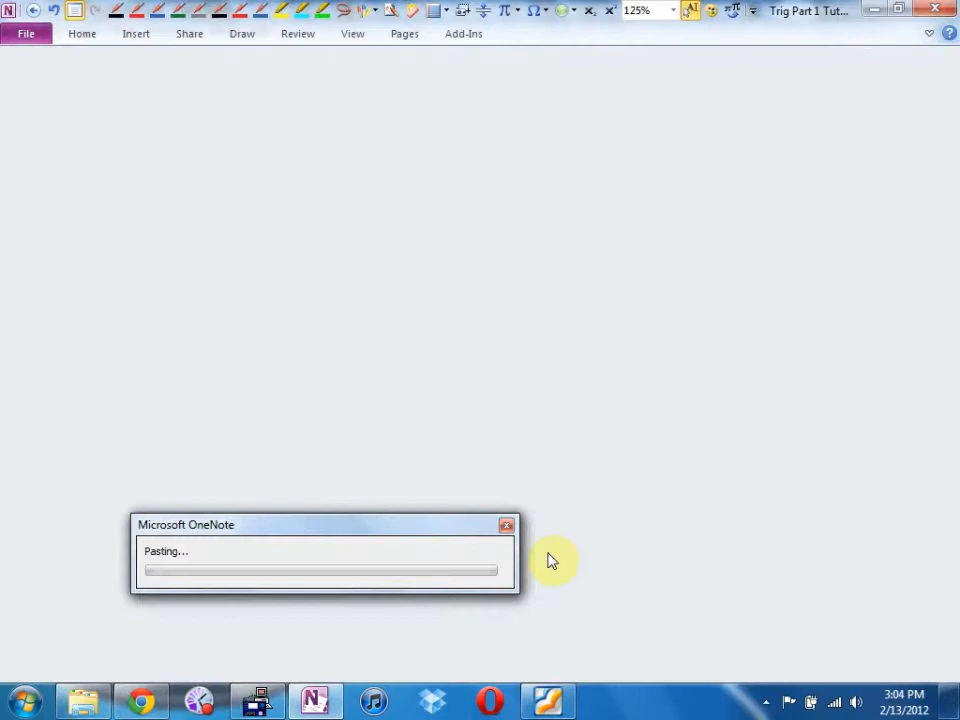 125% Trig Part 1 Tut...
File Home Insert Share Draw Review View Pages Add-Ins
Microsoft OneNote
Pasting...
3:04 PM
2/13/2012